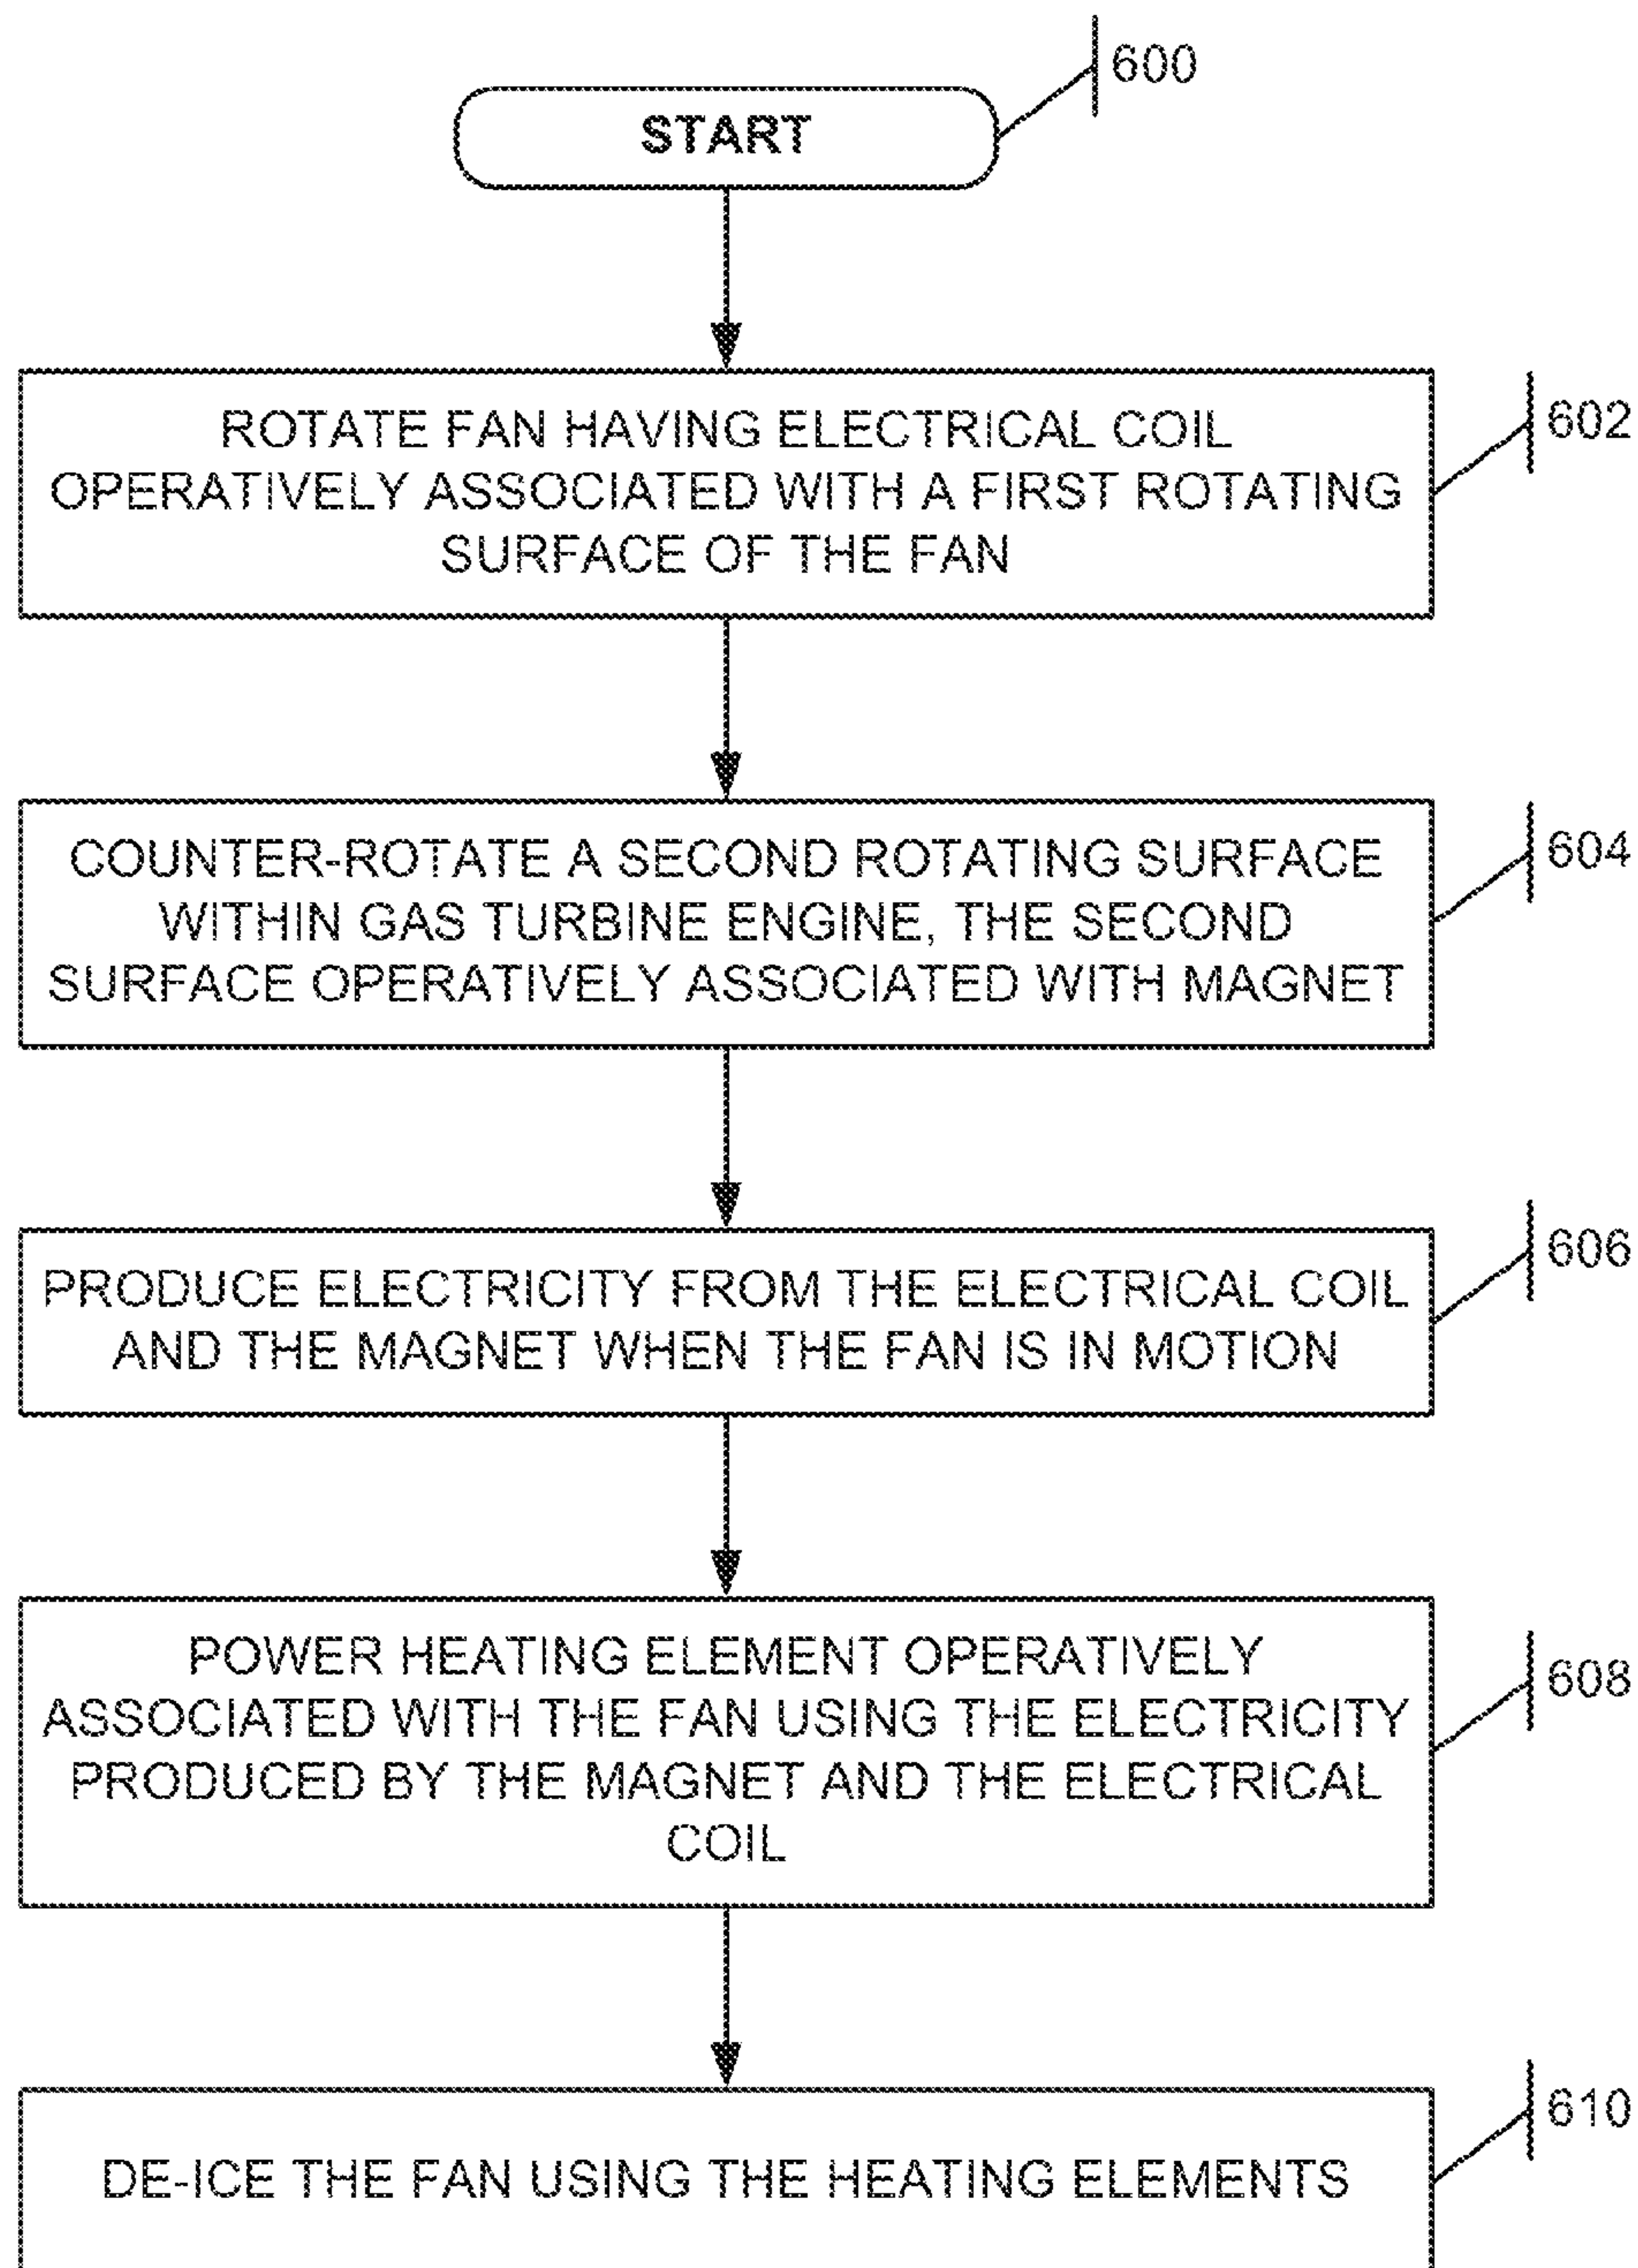 600
START
602
ROTATE FAN HAVING ELECTRICAL COIL
OPERATIVELY ASSOCIATED WITH A FIRST ROTATING
SURFACE OF THE FAN
604
COUNTER-ROTATE A SECOND ROTATING SURFACE
WITHIN GAS TURBINE ENGINE, THE SECOND
SURFACE OPERATIVELY ASSOCIATED WITH MAGNET
606
PRODUCE ELECTRICITY FROM THE ELECTRICAL COIL
AND THE MAGNET WHEN THE FAN IS IN MOTION
608
POWER HEATING ELEMENT OPERATIVELY
ASSOCIATED WITH THE FAN USING THE ELECTRICITY
PRODUCED BY THE MAGNET AND THE ELECTRICAL
COIL
610
DE-ICE THE FAN USING THE HEATING ELEMENTS